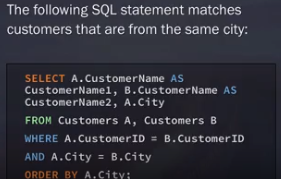 The following SQL statement matches
customers that are from the same city:
SELECT A.CustomerName AS
CustomerName1, B.CustomerName AS
CustomerName2, A.City
FROM Customers A, Customers B
WHERE A.CustomerID = B.CustomerID
AND A.City = B.City
ORDER BY A.City;